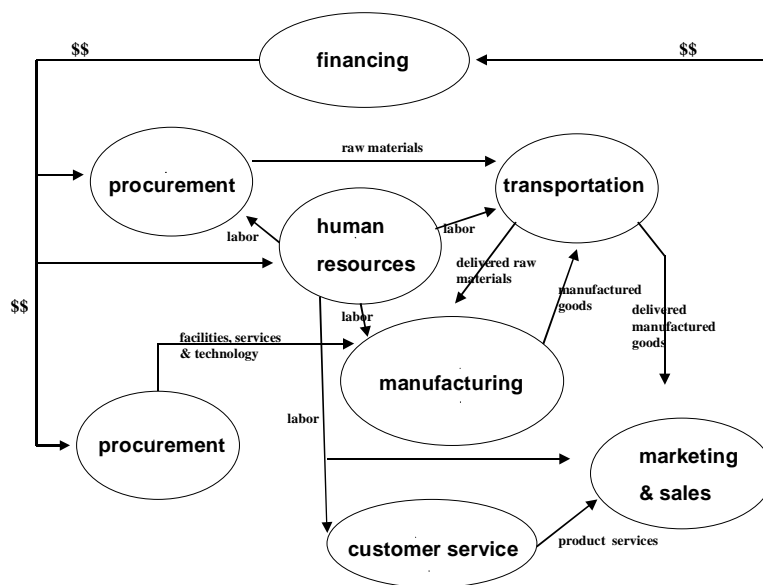 $$
financing
$$
raw materials
procurement
transportation
human
resources
labor
labor
delivered raw
materials
manufactured
goods
$$
labor
delivered
manufactured
goods
facilities, services
& technology
manufacturing
labor
procurement
marketing
& sales
customer service
product services